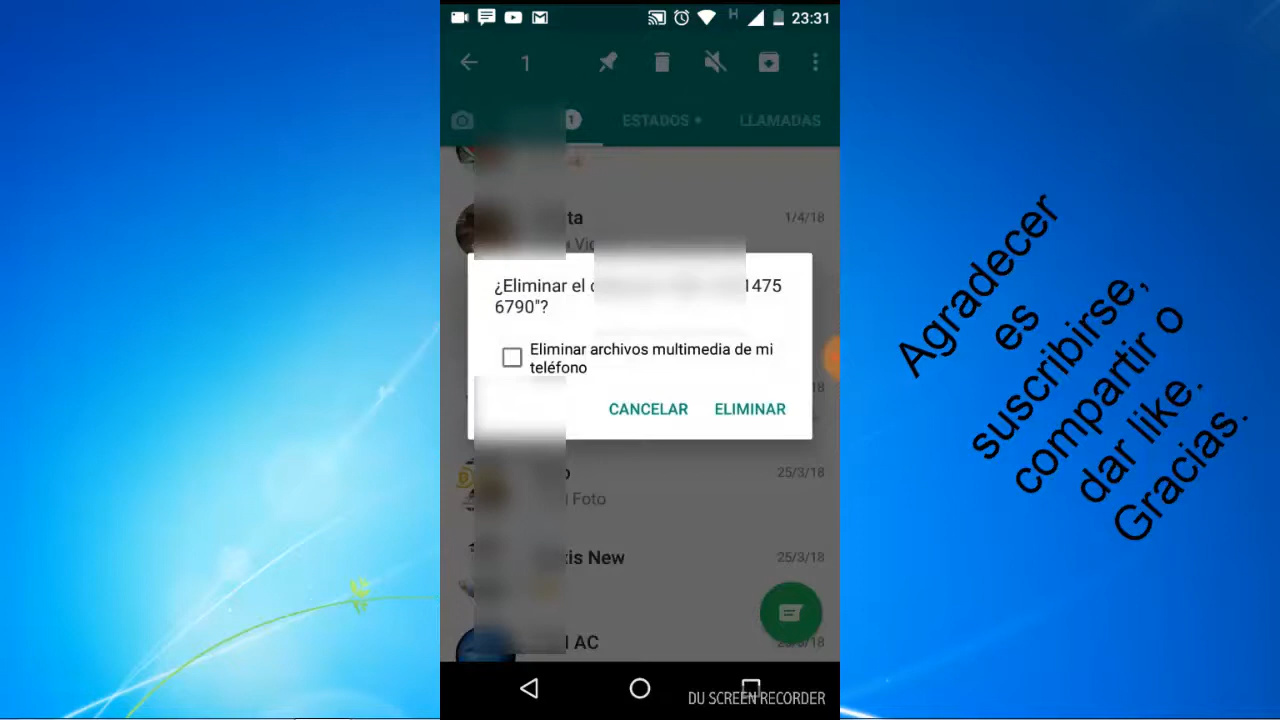 23:31
1
1
ESTADOS •
LLAMADAS
1/4/18
¿Eliminar el 1475
6790"?
Eliminar archivos multimedia de mi
teléfono
CANCELAR ELIMINAR
25/3/18
Foto
New
25/3/18
AC
DU SCREEN RECORDER
Agradecer
es
suscribirse,
compartir o
dar like.
Gracias.